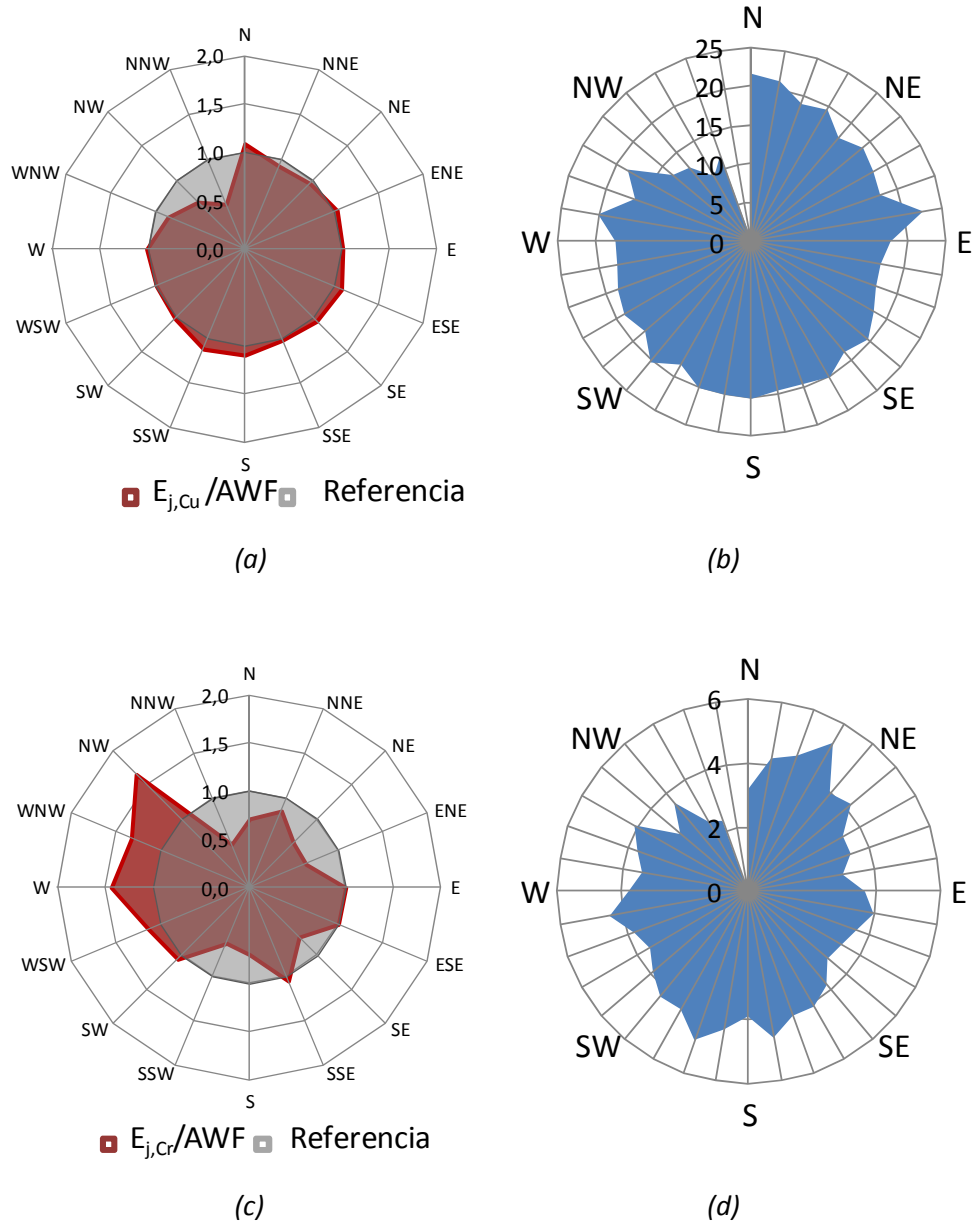 N
NNE
NE
ENE
E
ESE
SE
SSE
S
SSW
SW
WSW
W
WNW
NW
NNW
2,0
1,5
1,0
0,5
0,0
E_j,Cu /AWF Referencia
(a)
N
NE
E
SE
S
SW
W
NW
25
20
15
10
5
0
(b)
N
NNE
NE
ENE
E
ESE
SE
SSE
S
SSW
SW
WSW
W
WNW
NW
NNW
2,0
1,5
1,0
0,5
0,0
E_j,Cr/AWF Referencia
(c)
N
NE
E
SE
S
SW
W
NW
6
4
2
0
(d)